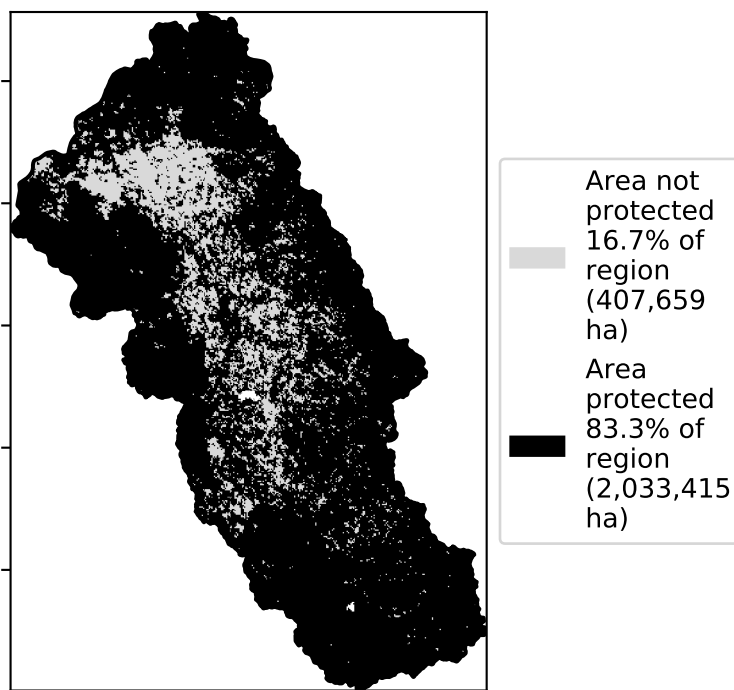 Area not
protected
16.7% of
region
(407,659
ha)
Area
protected
83.3% of
region
(2,033,415
ha)